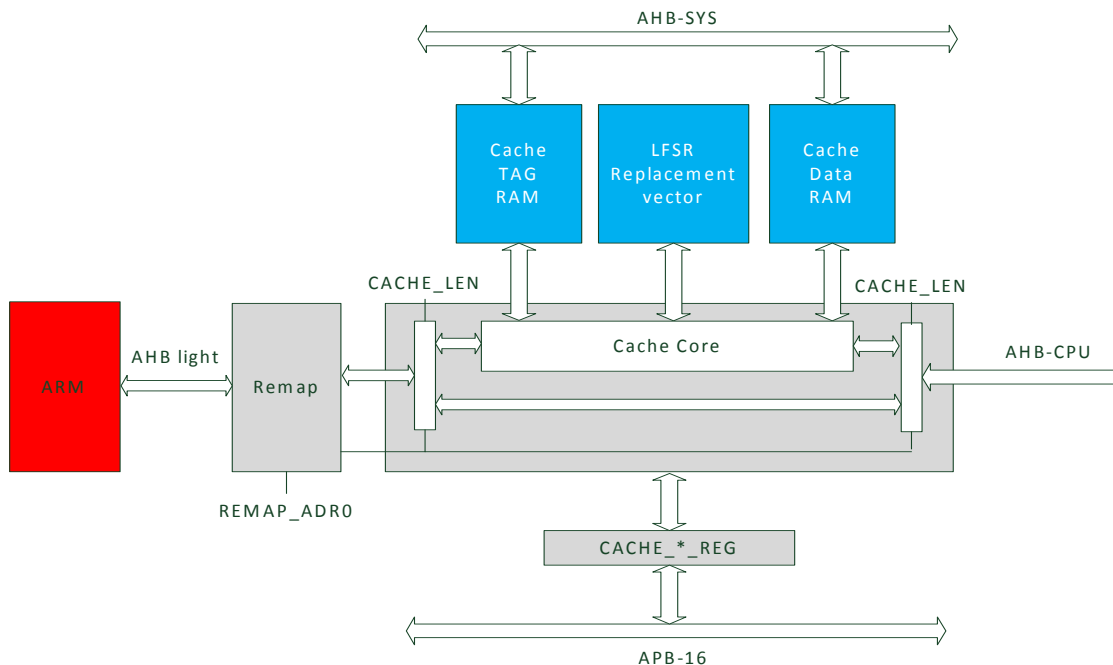 AHB-SYS
Cache
TAG
RAM
LFSR
Replacement
vector
Cache
Data
RAM
CACHE_LEN
CACHE_LEN
ARM
AHB light
Remap
Cache Core
AHB-CPU
REMAP_ADR0
CACHE_*_REG
APB-16